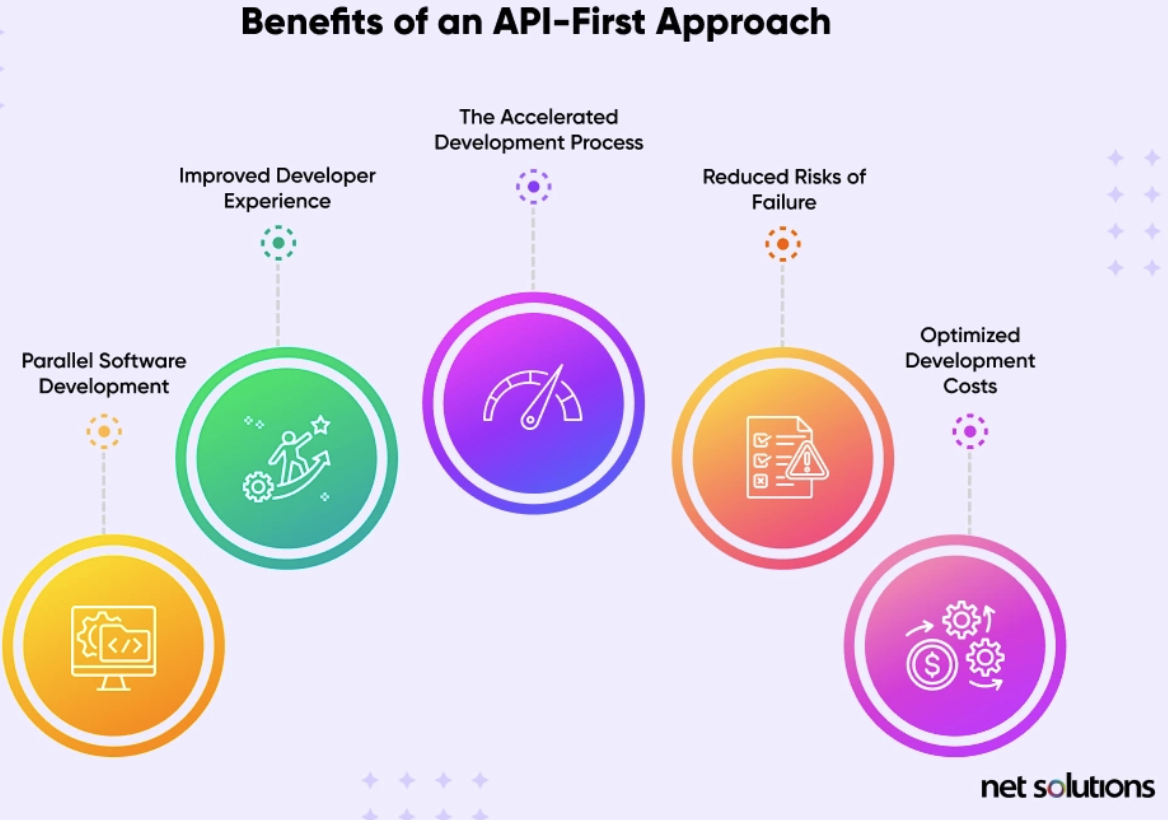 Benefits of an API-First Approach
The Accelerated
Development Process
Improved Developer
Experience
Reduced Risks of
Failure
Parallel Software
Development
Optimized
Development
Costs
</>
$
net solutions